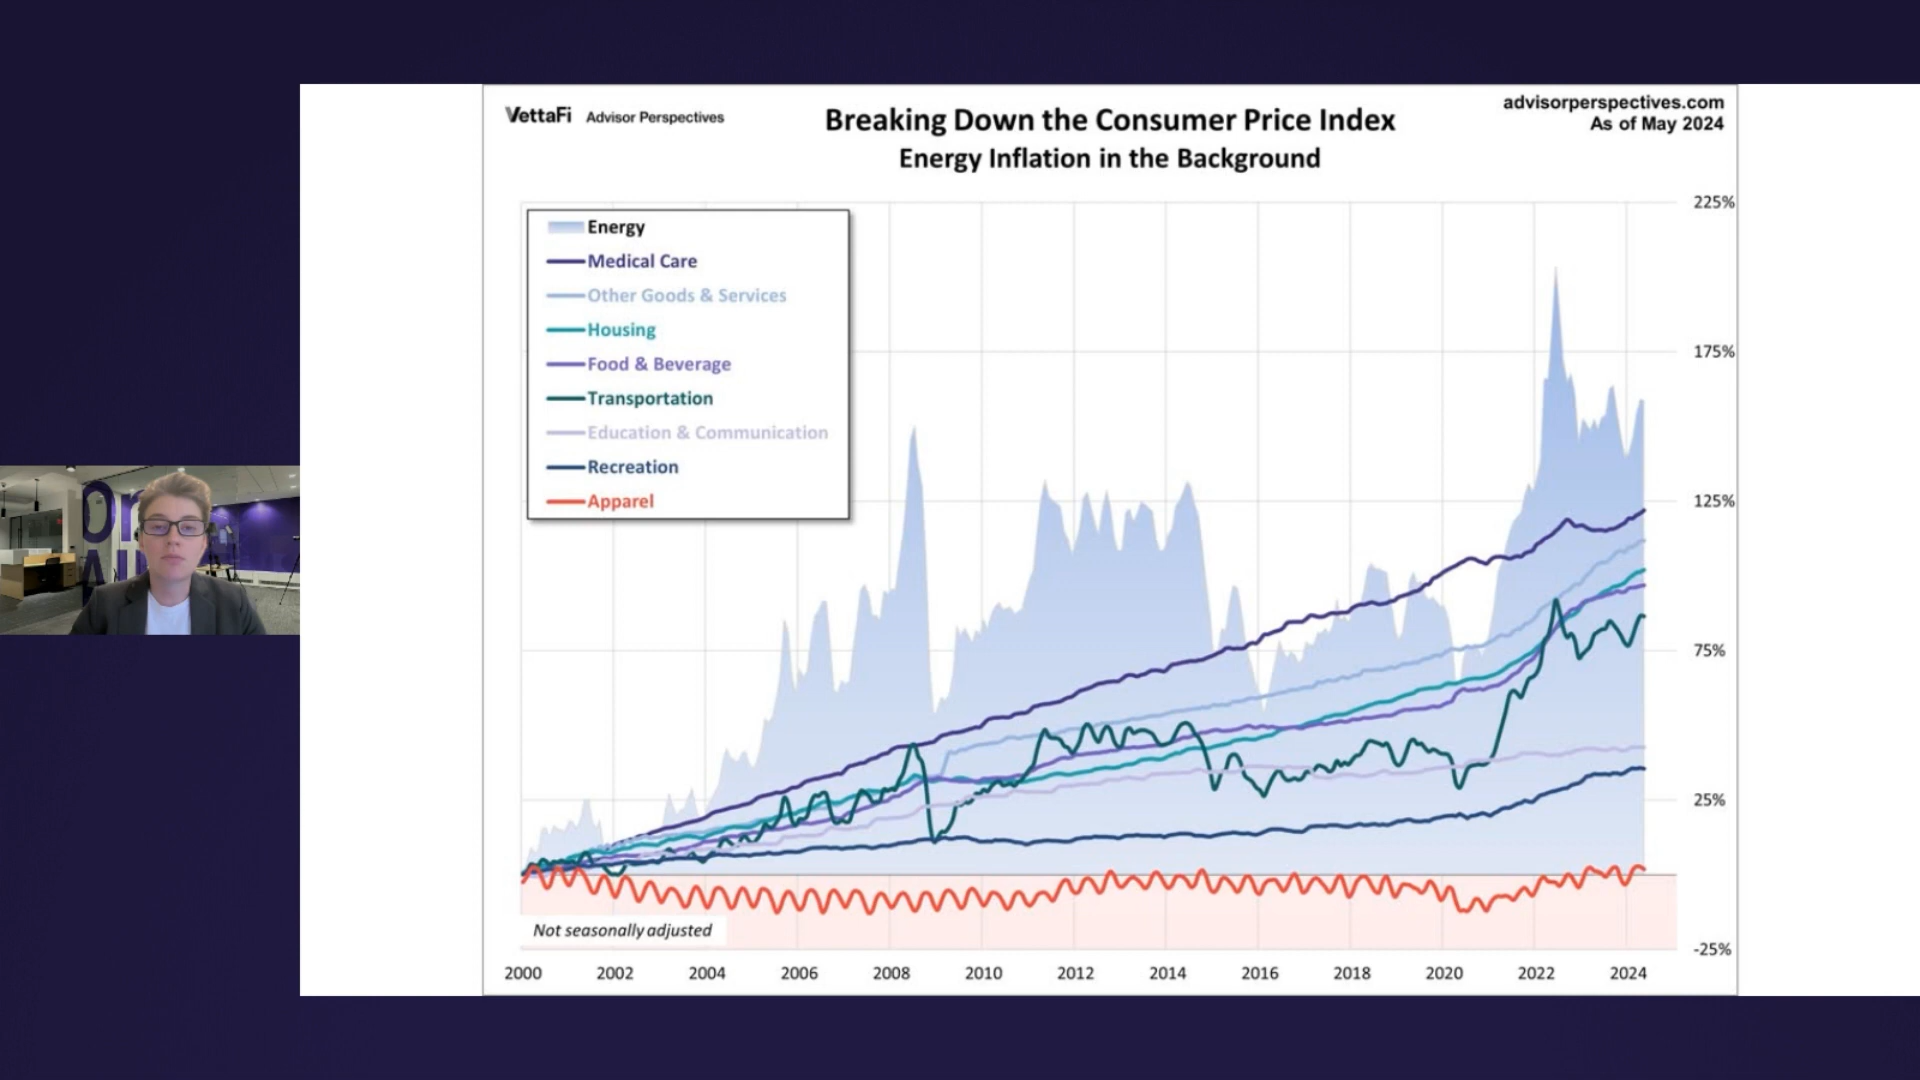 VettaFi Advisor Perspectives
Breaking Down the Consumer Price Index
Energy Inflation in the Background
advisorperspectives.com
As of May 2024
Energy
Medical Care
Other Goods & Services
Housing
Food & Beverage
Transportation
Education & Communication
Recreation
Apparel
225%
175%
125%
75%
25%
-25%
Not seasonally adjusted
2000 2002 2004 2006 2008 2010 2012 2014 2016 2018 2020 2022 2024